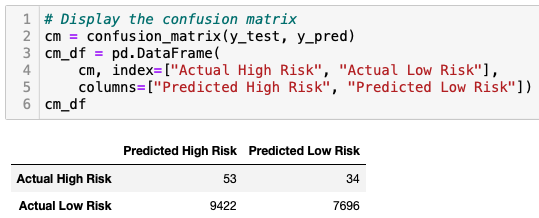 1 # Display the confusion matrix
2 cm = confusion_matrix(y_test, y_pred)
3 cm_df = pd.DataFrame(
4     cm, index=["Actual High Risk", "Actual Low Risk"],
5     columns=["Predicted High Risk", "Predicted Low Risk"])
6 cm_df
Predicted High Risk Predicted Low Risk
Actual High Risk 53 34
Actual Low Risk 9422 7696